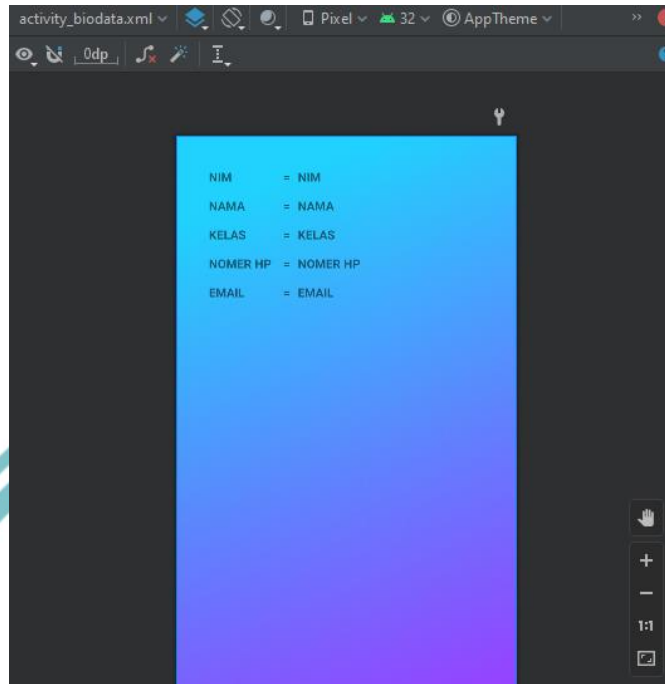 activity_biodata.xml Pixel 32 AppTheme »
0dp
NIM = NIM
NAMA = NAMA
KELAS = KELAS
NOMER HP = NOMER HP
EMAIL = EMAIL
1:1